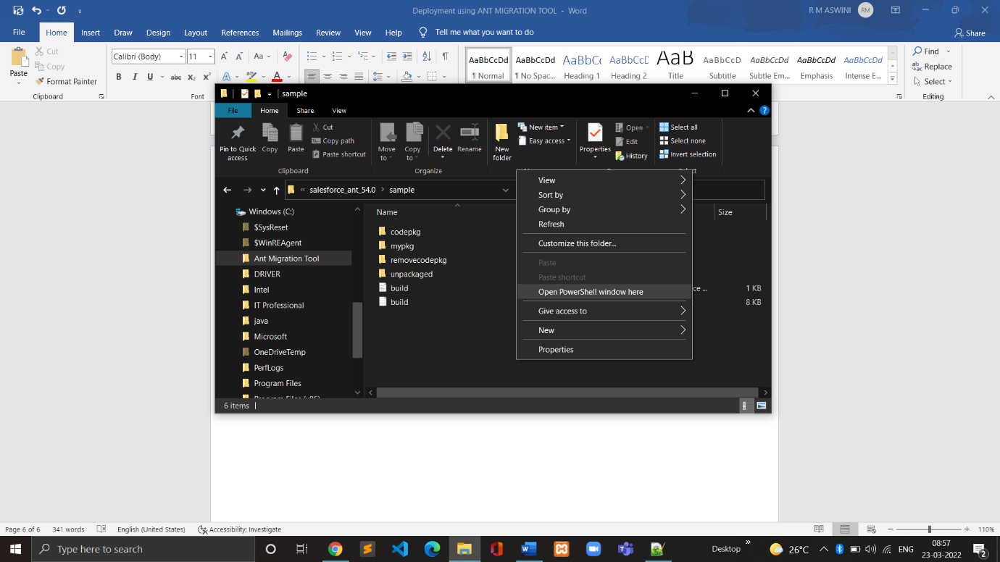 Deployment using ANT MIGRATION TOOL - Word
R M ASWINI RM
File Home Insert Draw Design Layout References Mailings Review View Help Tell me what you want to do Share
Paste
Cut
Copy
Format Painter
Clipboard
Calibri (Body) 11 A A Aa A
B I U abc x₂ x² A A
Font
AaBbCcDd AaBbCcDd AaBbCc AaBbCcC AaB AaBbCcD AaBbCcDd AaBbCcDd AaBbCcDd
¶ Normal ¶ No Spac... Heading 1 Heading 2 Title Subtitle Subtle Em... Emphasis Intense E...
Find
Replace
Select
Editing
sample
File Home Share View
Pin to Quick access
Copy
Paste
Cut
Copy path
Paste shortcut
Clipboard
Move to
Copy to
Delete
Rename
Organize
New folder
New item
Easy access
Properties
Open
Edit
History
Select all
Select none
Invert selection
« salesforce_ant_54.0 › sample
Windows (C:)
$SysReset
$WinREAgent
Ant Migration Tool
DRIVER
Intel
IT Professional
java
Microsoft
OneDriveTemp
PerfLogs
Program Files
Program Files (x86)
Name Size
codepkg
mypkg
removecodepkg
unpackaged
build ce ... 1 KB
build 8 KB
View
Sort by
Group by
Refresh
Customize this folder...
Paste
Paste shortcut
Open PowerShell window here
Give access to
New
Properties
6 items
Page 6 of 6 341 words English (United States) Accessibility: Investigate 110%
Type here to search
Desktop » 26°C ENG 08:57
23-03-2022 2